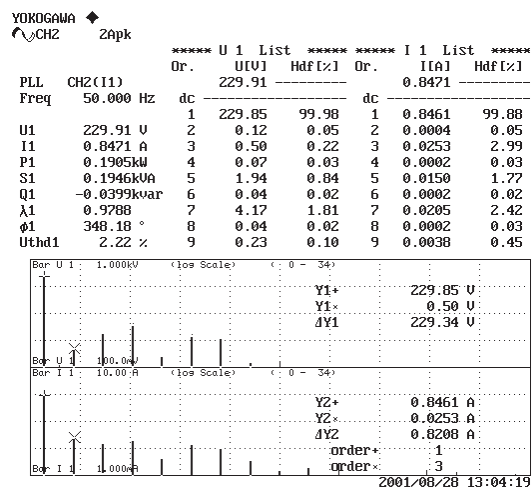 YOKOGAWA ◆
CH2 2Apk
***** U 1 List ***** ***** I 1 List *****
Or. U[V] Hdf[%] Or. I[A] Hdf[%]
PLL CH2(I1) 229.91 --------- 0.8471 ---------
Freq 50.000 Hz dc ------------------ dc ------------------
1 229.85 99.98 1 0.8461 99.88
U1 229.91 V 2 0.12 0.05 2 0.0004 0.05
I1 0.8471 A 3 0.50 0.22 3 0.0253 2.99
P1 0.1905kW 4 0.07 0.03 4 0.0002 0.03
S1 0.1946kVA 5 1.94 0.84 5 0.0150 1.77
Q1 -0.0399kvar 6 0.04 0.02 6 0.0002 0.02
λ1 0.9788 7 4.17 1.81 7 0.0205 2.42
ϕ1 348.18 ° 8 0.04 0.02 8 0.0002 0.03
Uthd1 2.22 % 9 0.23 0.10 9 0.0038 0.45
Bar U 1 1.000kV (log Scale) ( 0 - 34)
Y1+ 229.85 V
Y1× 0.50 V
ΔY1 229.34 V
Bar U 1 100.0mV
Bar I 1 10.00 A (log Scale) ( 0 - 34)
Y2+ 0.8461 A
Y2× 0.0253 A
ΔY2 0.8208 A
order+ 1
Bar I 1 1.000mA order× 3
2001/08/28 13:04:19